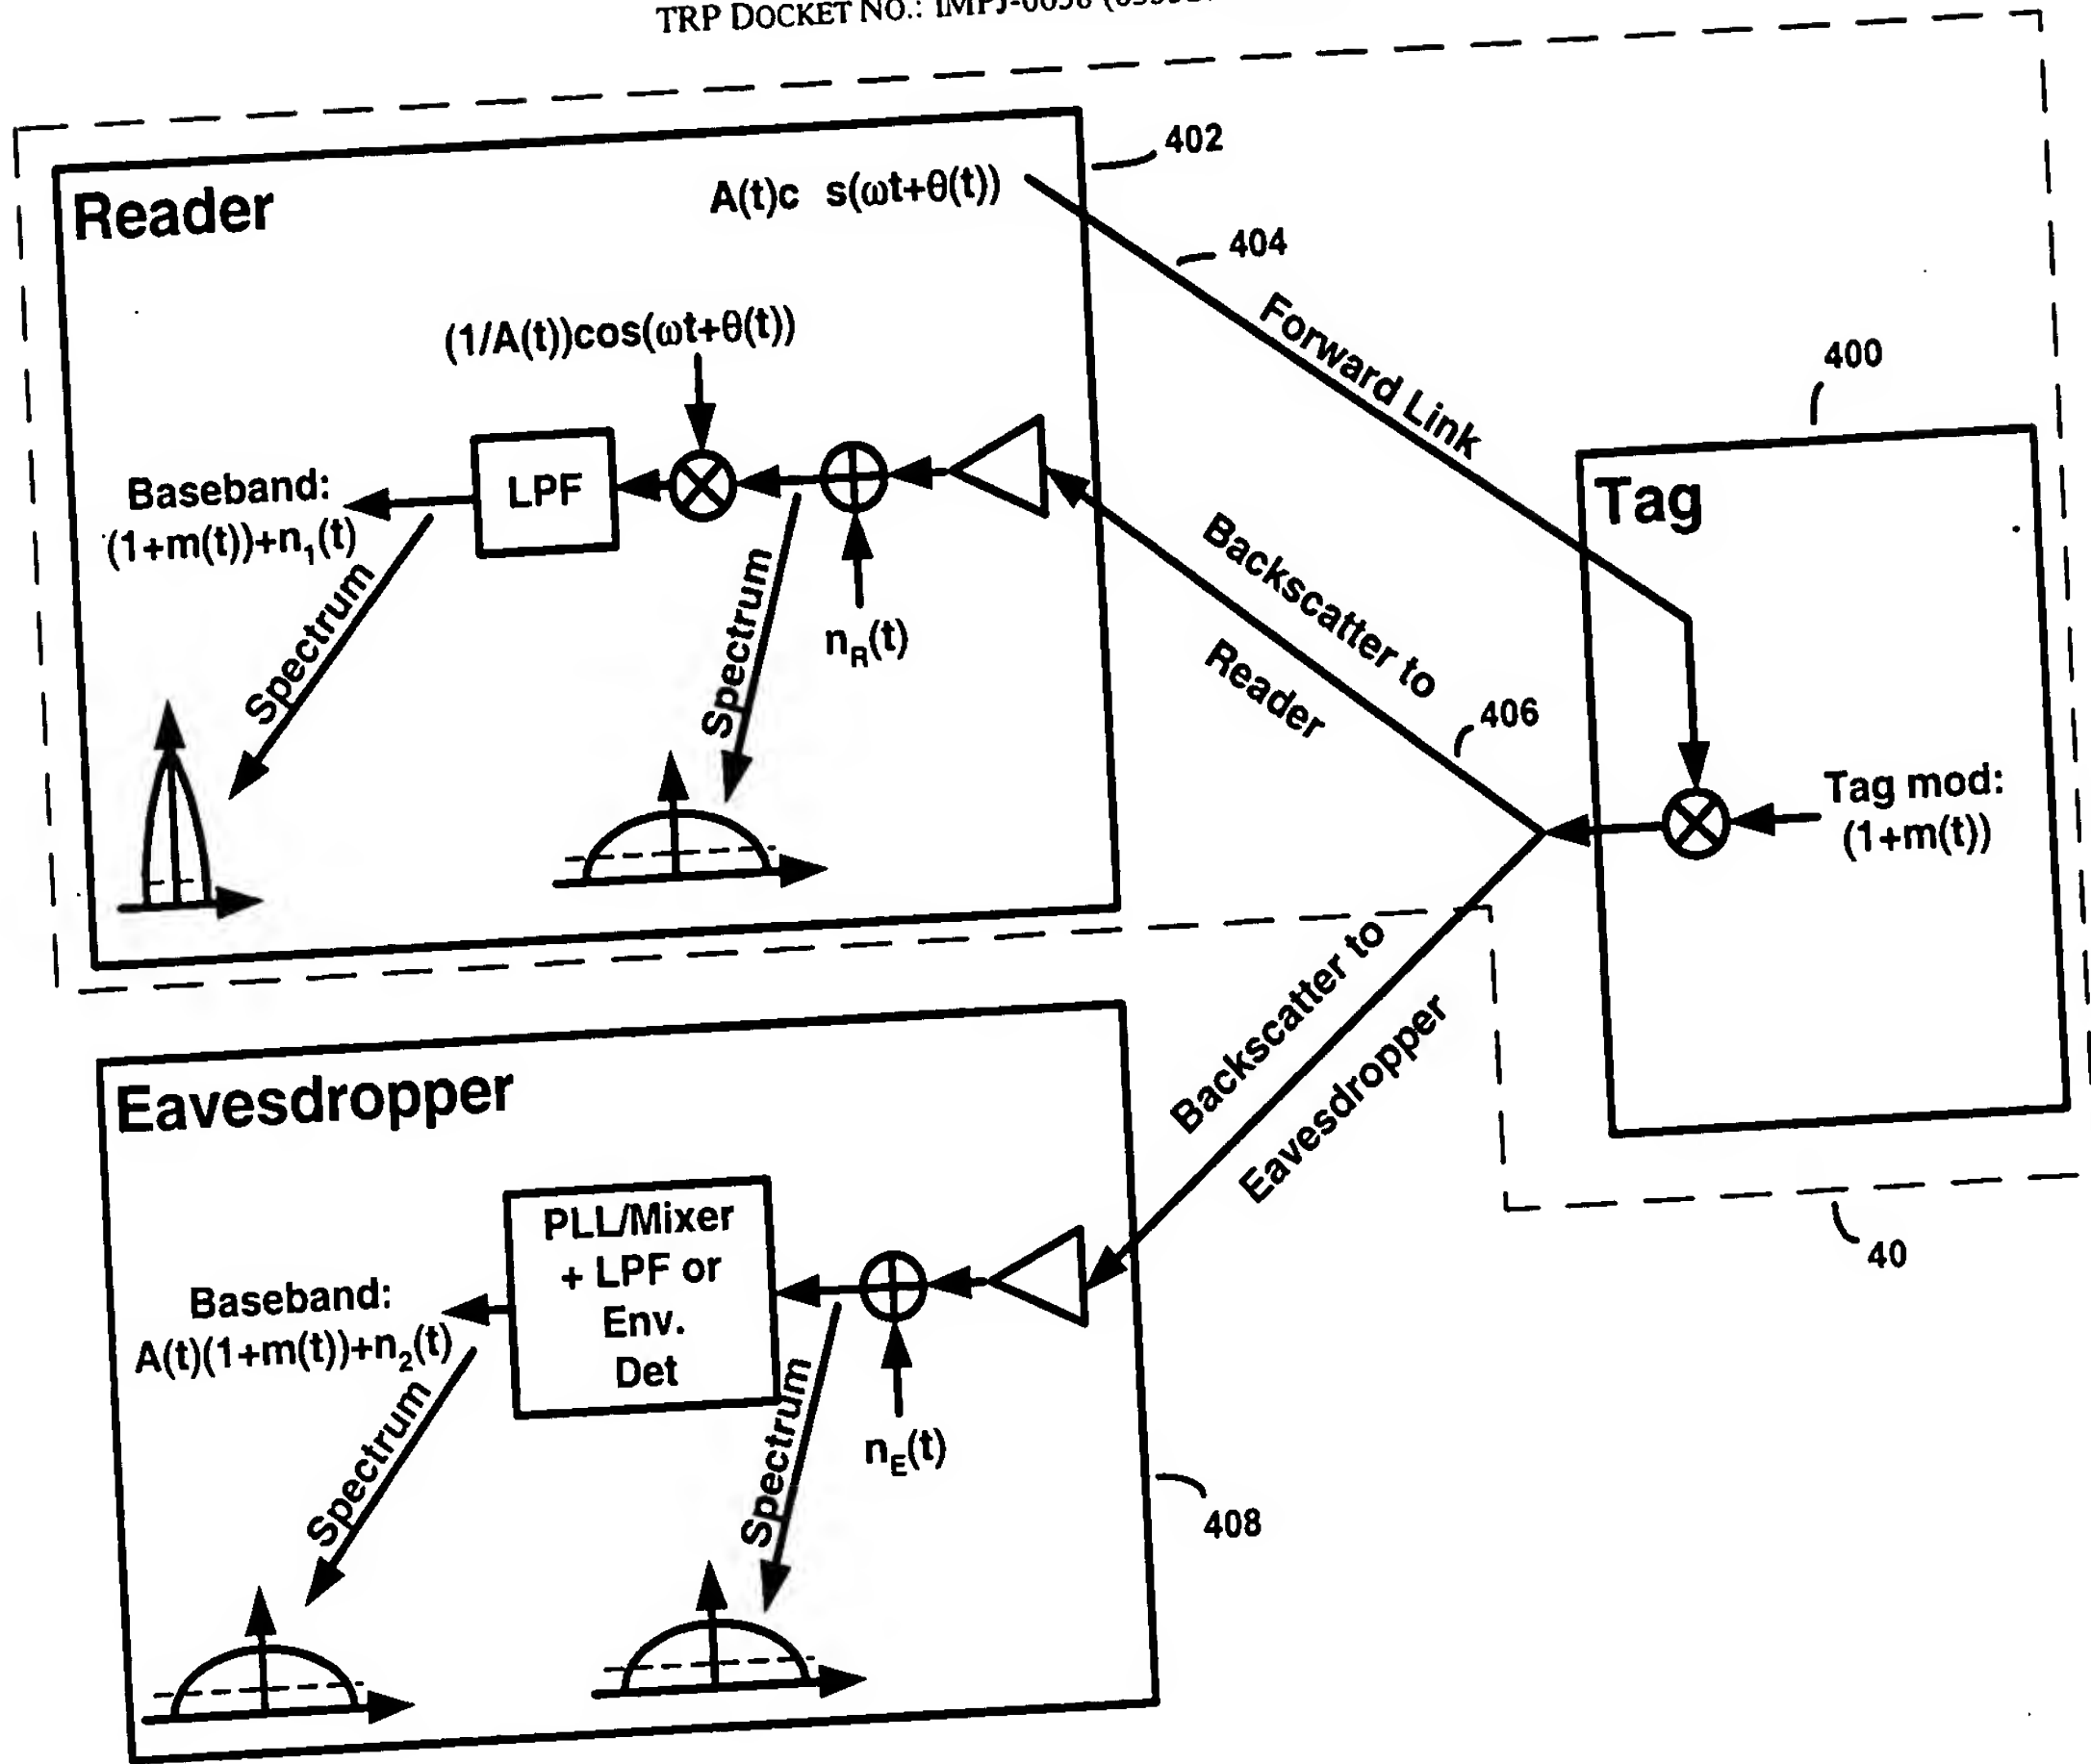 TRP DOCKET NO.: IMPJ-0038
402
Reader
A(t)c s(ωt+θ(t))
404
Forward Link
(1/A(t))cos(ωt+θ(t))
400
Tag
LPF
Baseband:
(1+m(t))+n₁(t)
Spectrum
Spectrum
nR(t)
Backscatter to
Reader
406
Tag mod:
(1+m(t))
Backscatter to
Eavesdropper
Eavesdropper
PLL/Mixer
+ LPF or
Env.
Det
40
Baseband:
A(t)(1+m(t))+n₂(t)
Spectrum
Spectrum
nE(t)
408